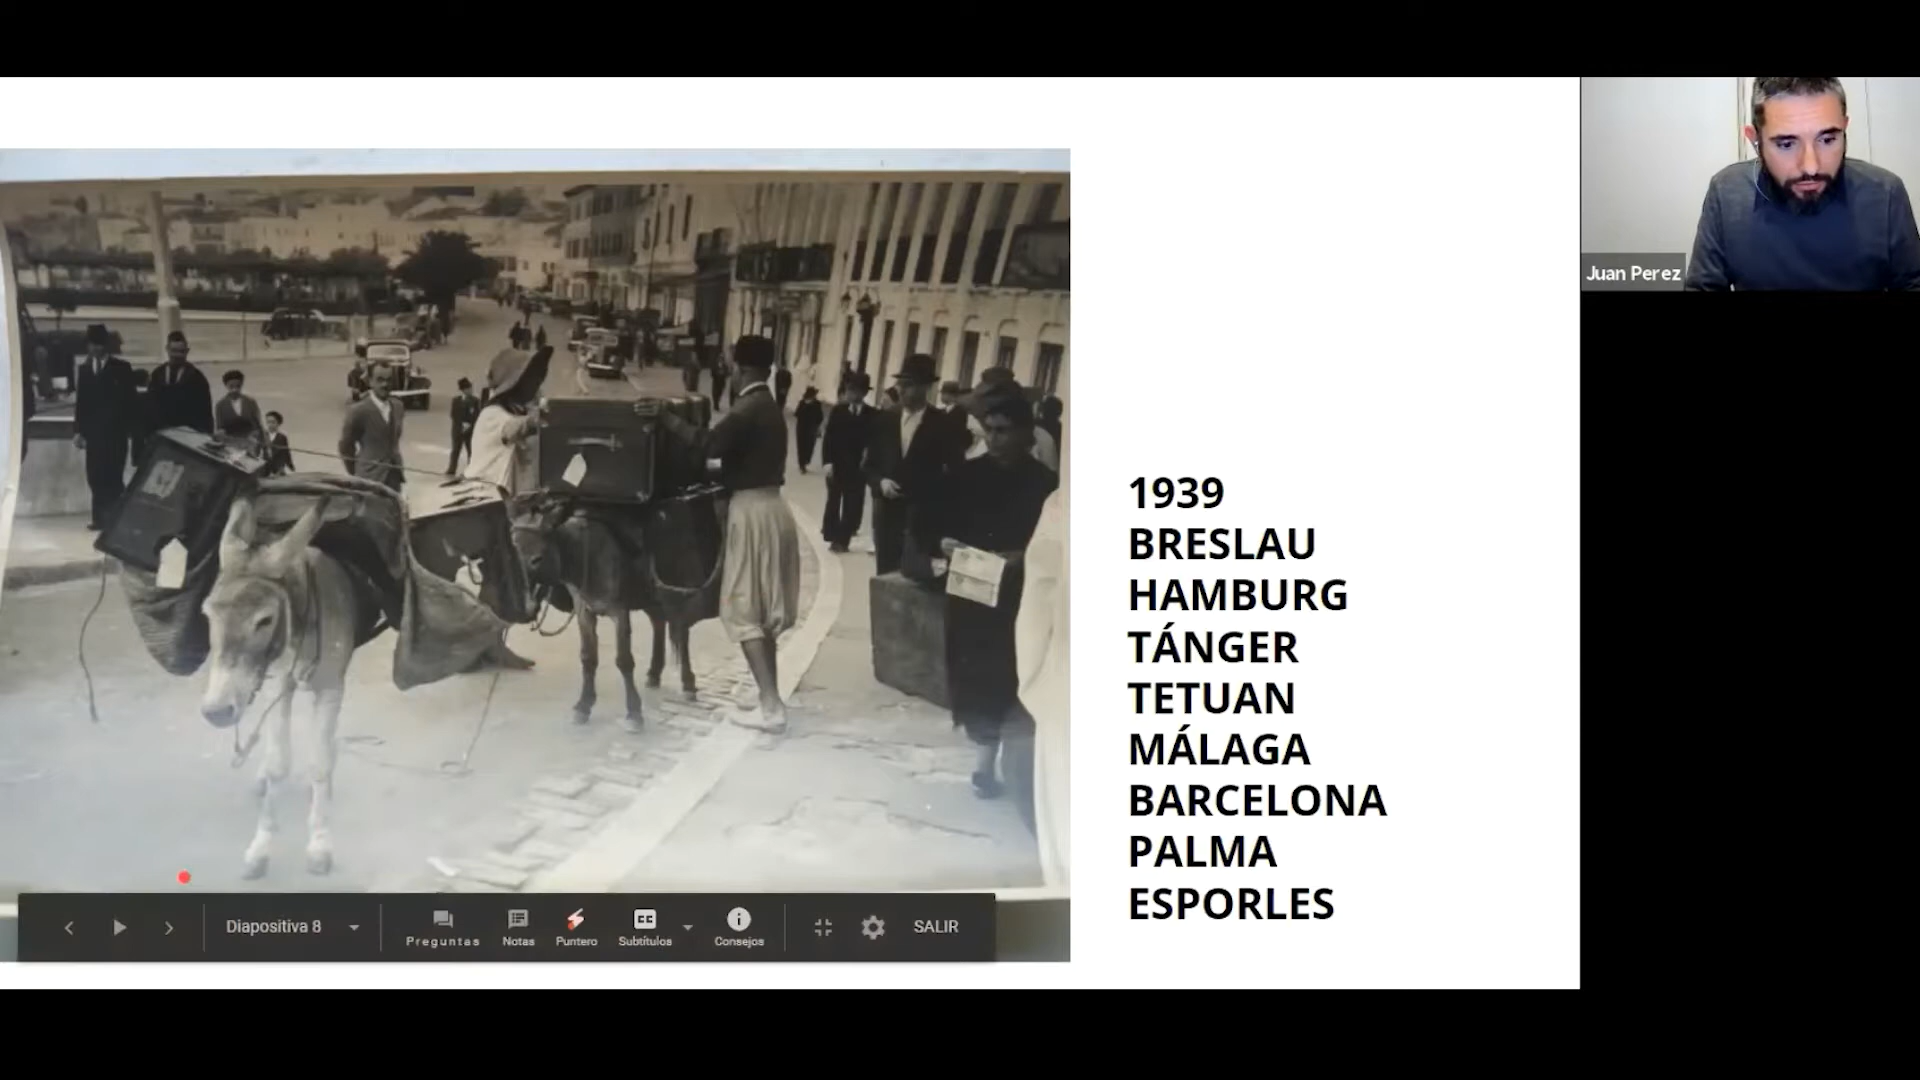 1939
BRESLAU
HAMBURG
TÁNGER
TETUAN
MÁLAGA
BARCELONA
PALMA
ESPORLES
Juan Perez
Diapositiva 8
Preguntas
Notas
Puntero
CC
Subtítulos
Consejos
SALIR